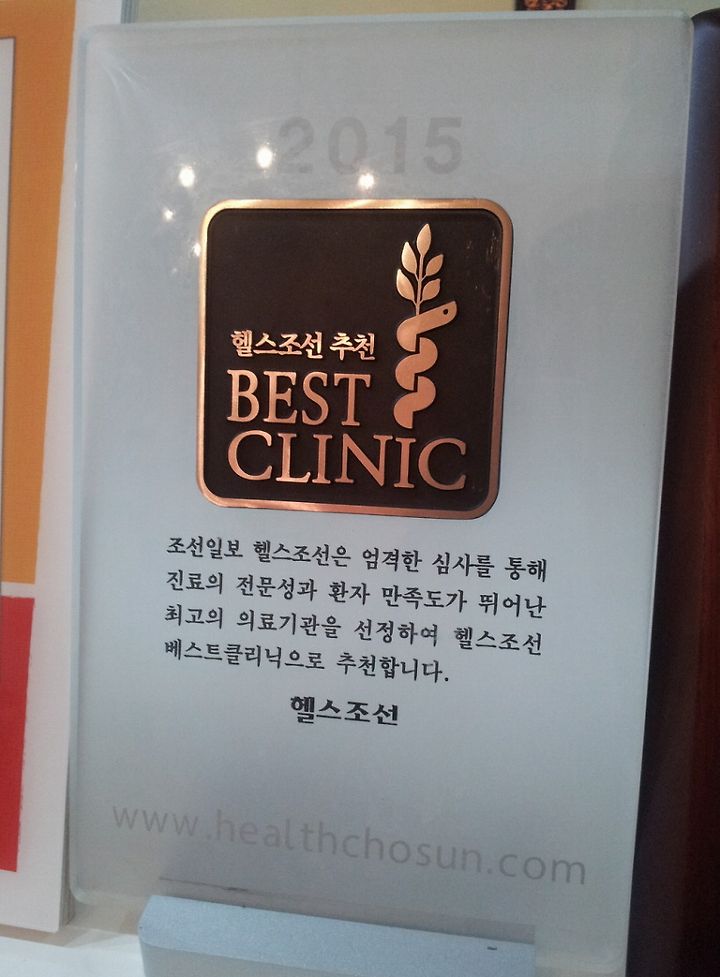 2015
헬스조선 추천
BEST
CLINIC
조선일보 헬스조선은 엄격한 심사를 통해
진료의 전문성과 환자 만족도가 뛰어난
최고의 의료기관을 선정하여 헬스조선
베스트클리닉으로 추천합니다.
헬스조선
www.healthchosun.com